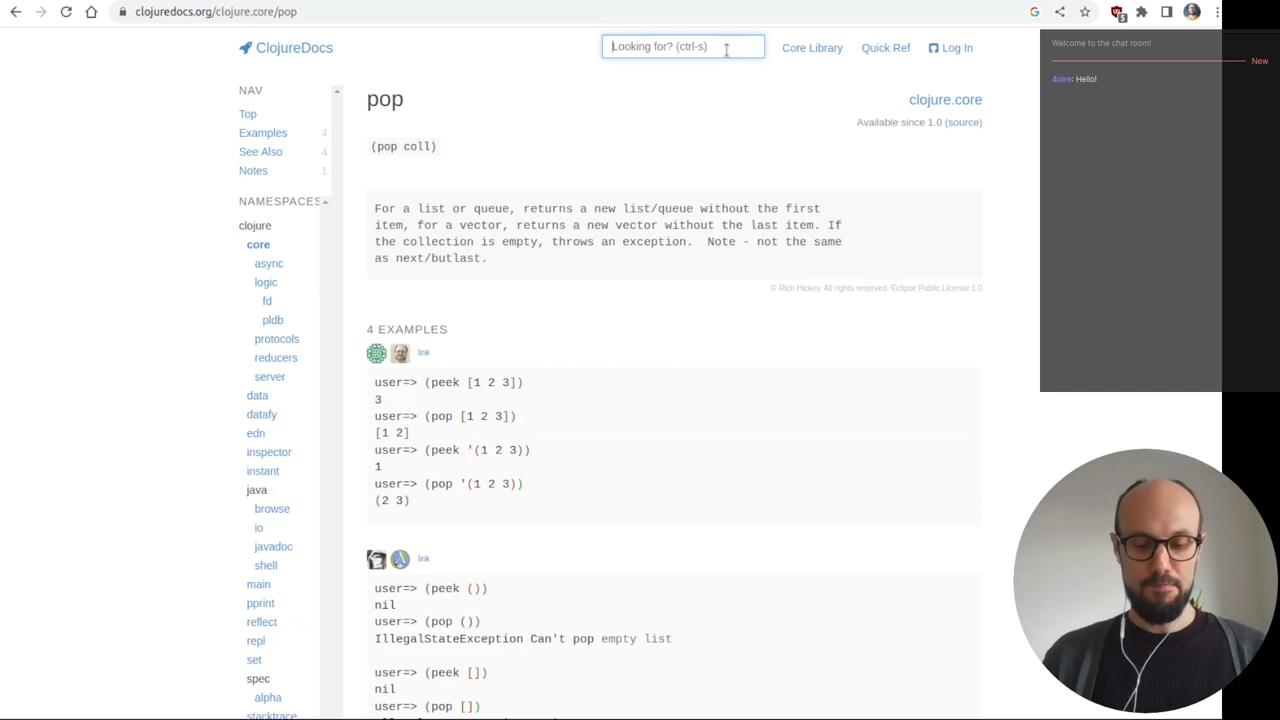 clojuredocs.org/clojure.core/pop
5
ClojureDocs
Looking for? (ctrl-s)
Core Library
Quick Ref
Log In
Welcome to the chat room!
New
4cire: Hello!
NAV
Top
Examples 4
See Also 4
Notes 1
NAMESPACES
clojure
core
async
logic
fd
pldb
protocols
reducers
server
data
datafy
edn
inspector
instant
java
browse
io
javadoc
shell
main
pprint
reflect
repl
set
spec
alpha
stacktrace
pop
clojure.core
Available since 1.0 (source)
(pop coll)
For a list or queue, returns a new list/queue without the first
item, for a vector, returns a new vector without the last item. If
the collection is empty, throws an exception.  Note - not the same
as next/butlast.
© Rich Hickey. All rights reserved. Eclipse Public License 1.0
4 EXAMPLES
link
user=> (peek [1 2 3])
3
user=> (pop [1 2 3])
[1 2]
user=> (peek '(1 2 3))
1
user=> (pop '(1 2 3))
(2 3)
link
user=> (peek ())
nil
user=> (pop ())
IllegalStateException Can't pop empty list
user=> (peek [])
nil
user=> (pop [])